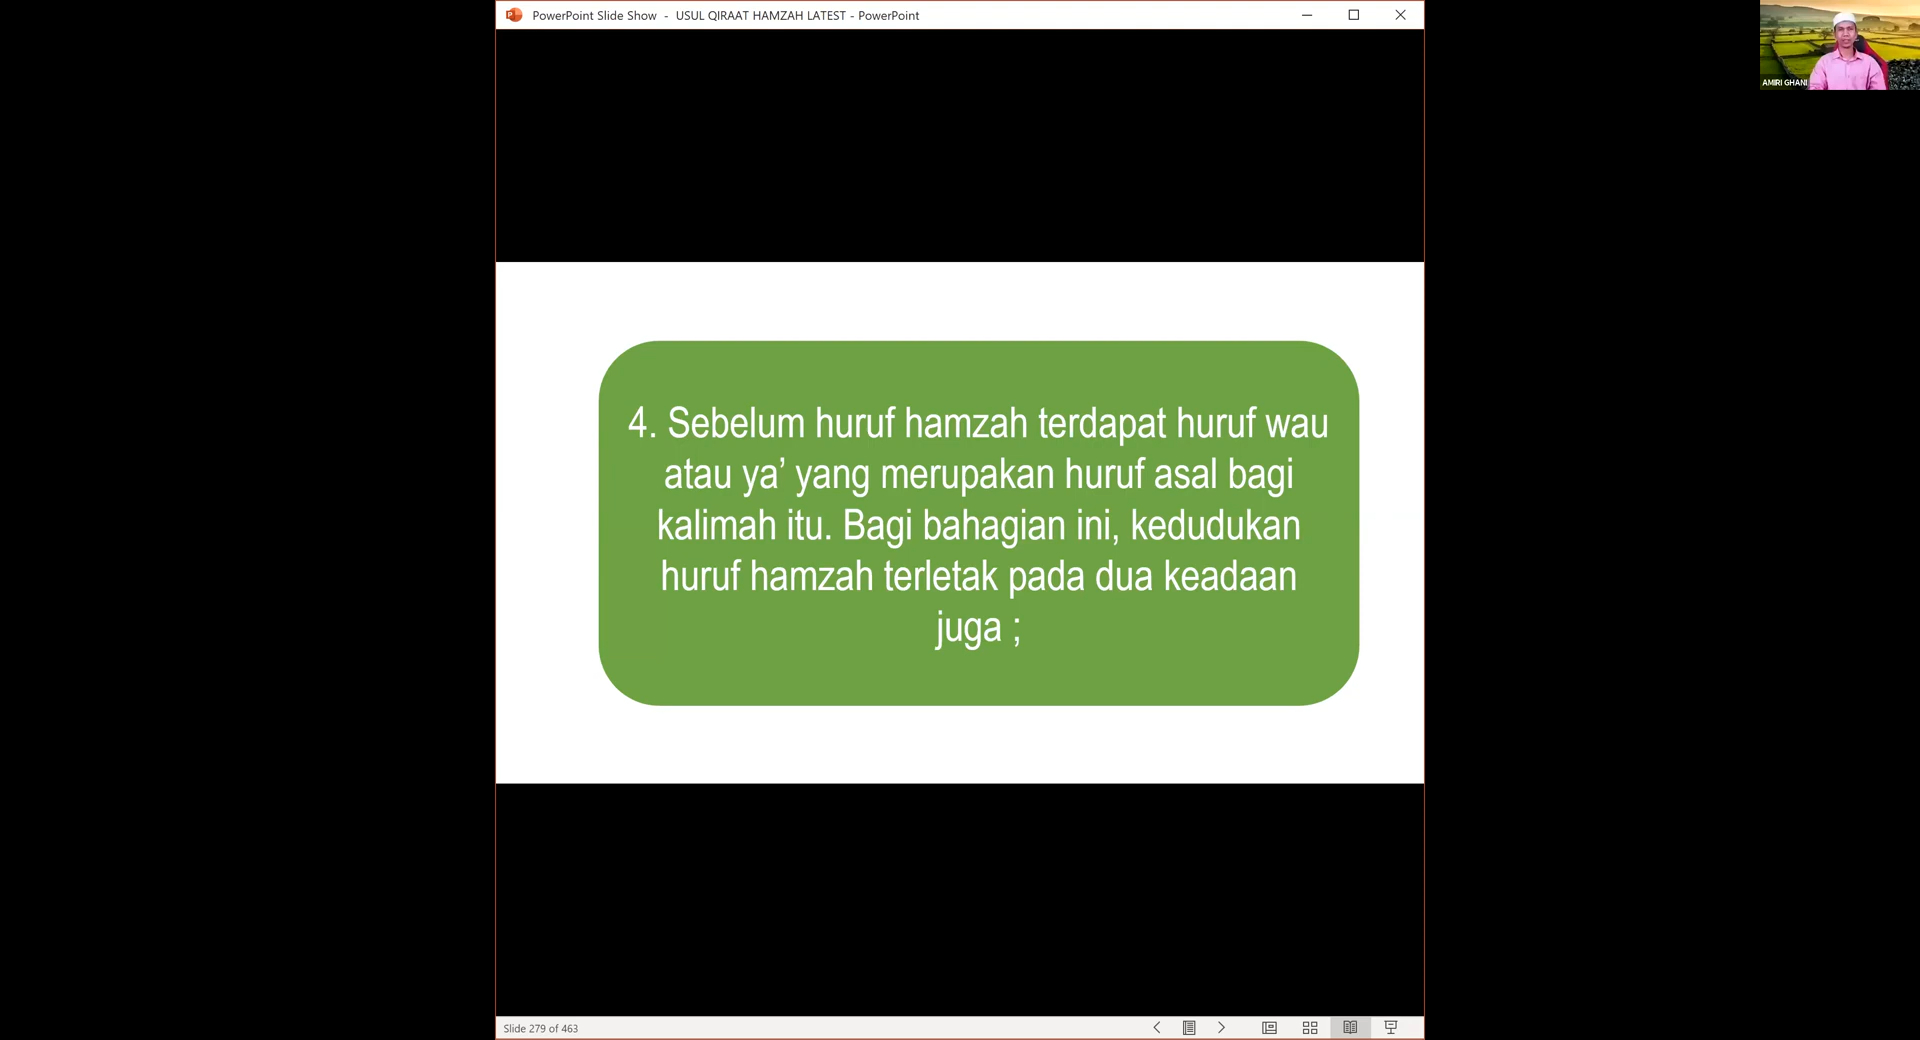 PowerPoint Slide Show - USUL QIRAAT HAMZAH LATEST - PowerPoint
AMIRI GHANI
4. Sebelum huruf hamzah terdapat huruf wau
atau ya’ yang merupakan huruf asal bagi
kalimah itu. Bagi bahagian ini, kedudukan
huruf hamzah terletak pada dua keadaan
juga ;
Slide 279 of 463